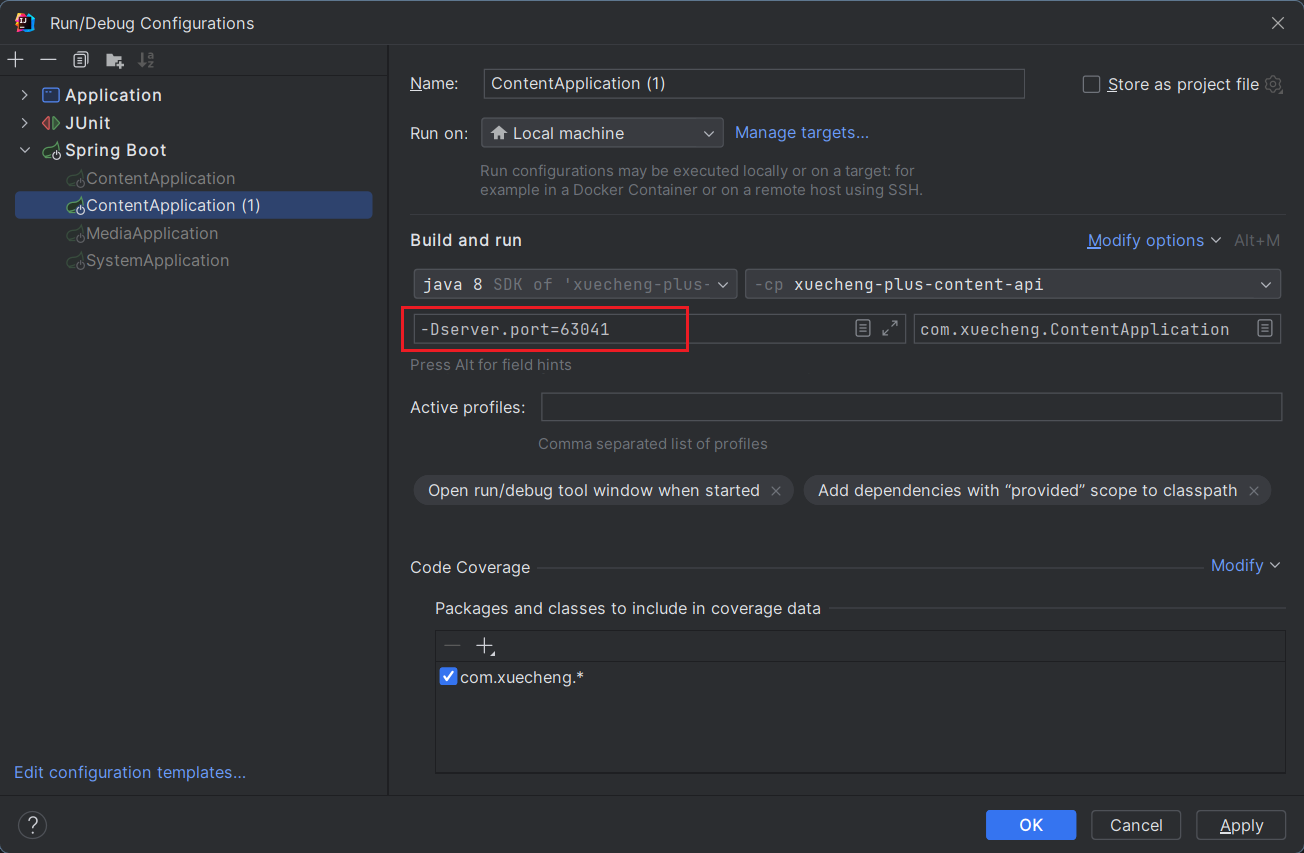 Run/Debug Configurations
Application
JUnit
Spring Boot
ContentApplication
ContentApplication (1)
MediaApplication
SystemApplication
Edit configuration templates...
Name: ContentApplication (1) Store as project file
Run on: Local machine Manage targets...
Run configurations may be executed locally or on a target: for
example in a Docker Container or on a remote host using SSH.
Build and run Modify options Alt+M
java 8 SDK of 'xuecheng-plus- -cp xuecheng-plus-content-api
-Dserver.port=63041 com.xuecheng.ContentApplication
Press Alt for field hints
Active profiles:
Comma separated list of profiles
Open run/debug tool window when started Add dependencies with “provided” scope to classpath
Code Coverage Modify
Packages and classes to include in coverage data
com.xuecheng.*
? OK Cancel Apply